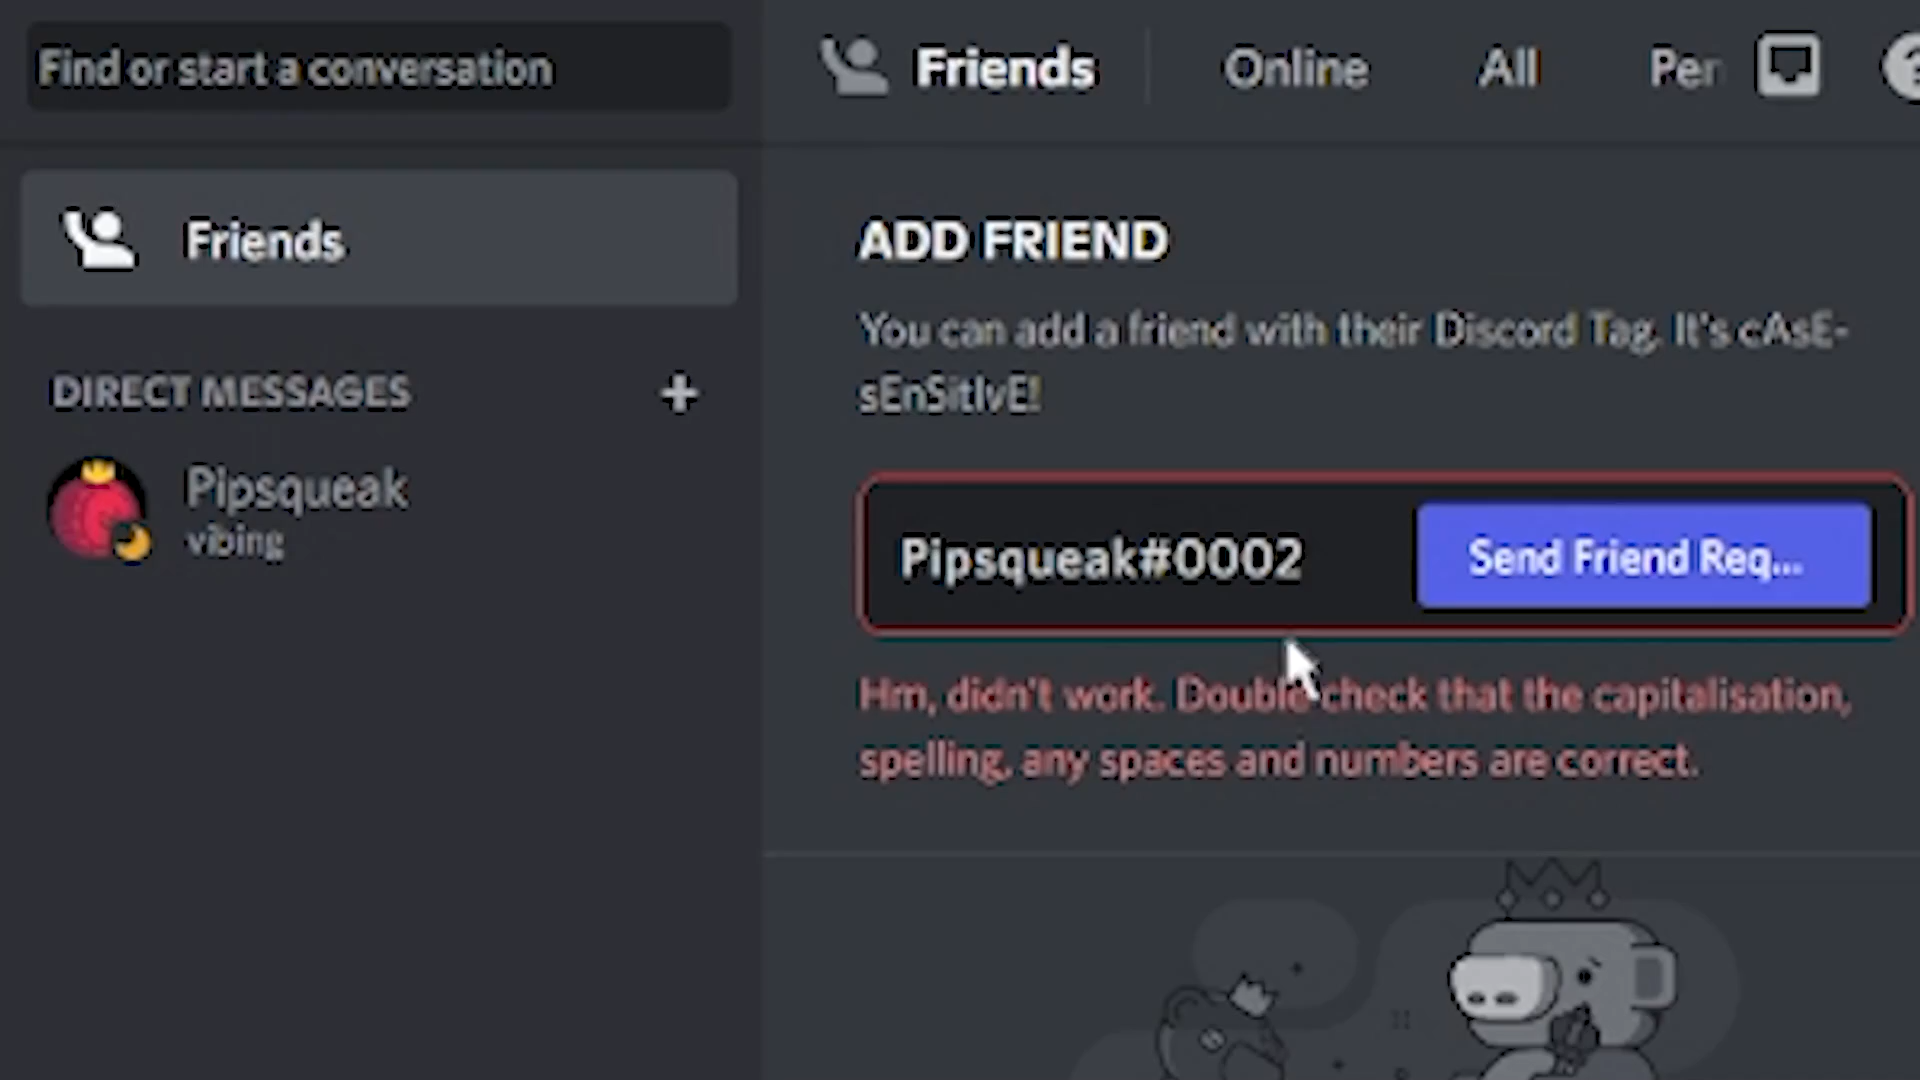 Find or start a conversation
Friends
Online
All
Per
Friends
ADD FRIEND
You can add a friend with their Discord Tag. It's cAsE-
sEnSitIvE!
DIRECT MESSAGES
Pipsqueak
vibing
Pipsqueak#0002
Send Friend Req...
Hm, didn't work. Double check that the capitalisation,
spelling, any spaces and numbers are correct.